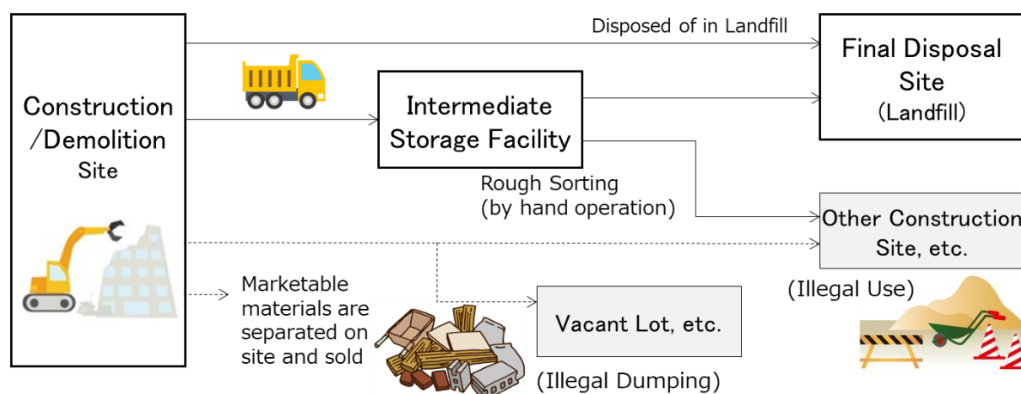 Disposed of in Landfill
Construction
/Demolition
Site
Intermediate
Storage Facility
Final Disposal
Site
(Landfill)
Rough Sorting
(by hand operation)
Other Construction
Site, etc.
(Illegal Use)
Marketable
materials are
separated on
site and sold
Vacant Lot, etc.
(Illegal Dumping)